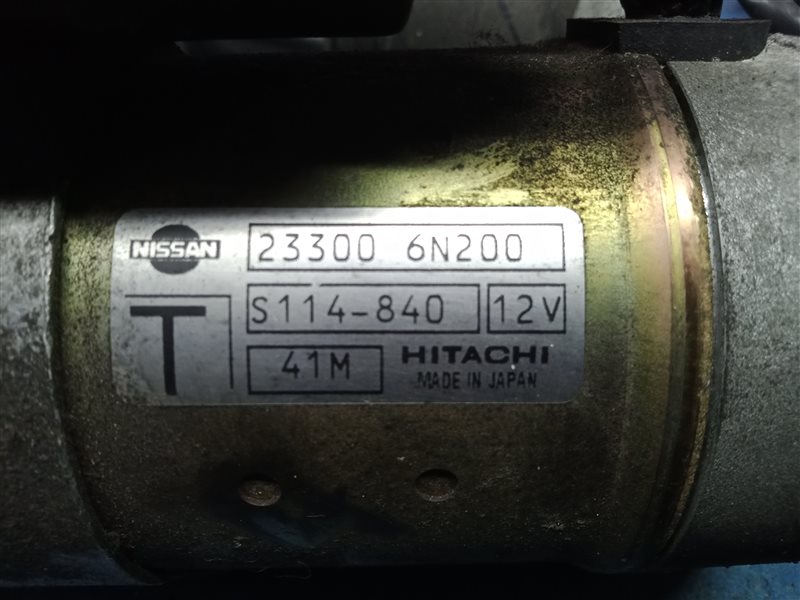 NISSAN
23300 6N200
T
S114-840
12V
41M
HITACHI
MADE IN JAPAN